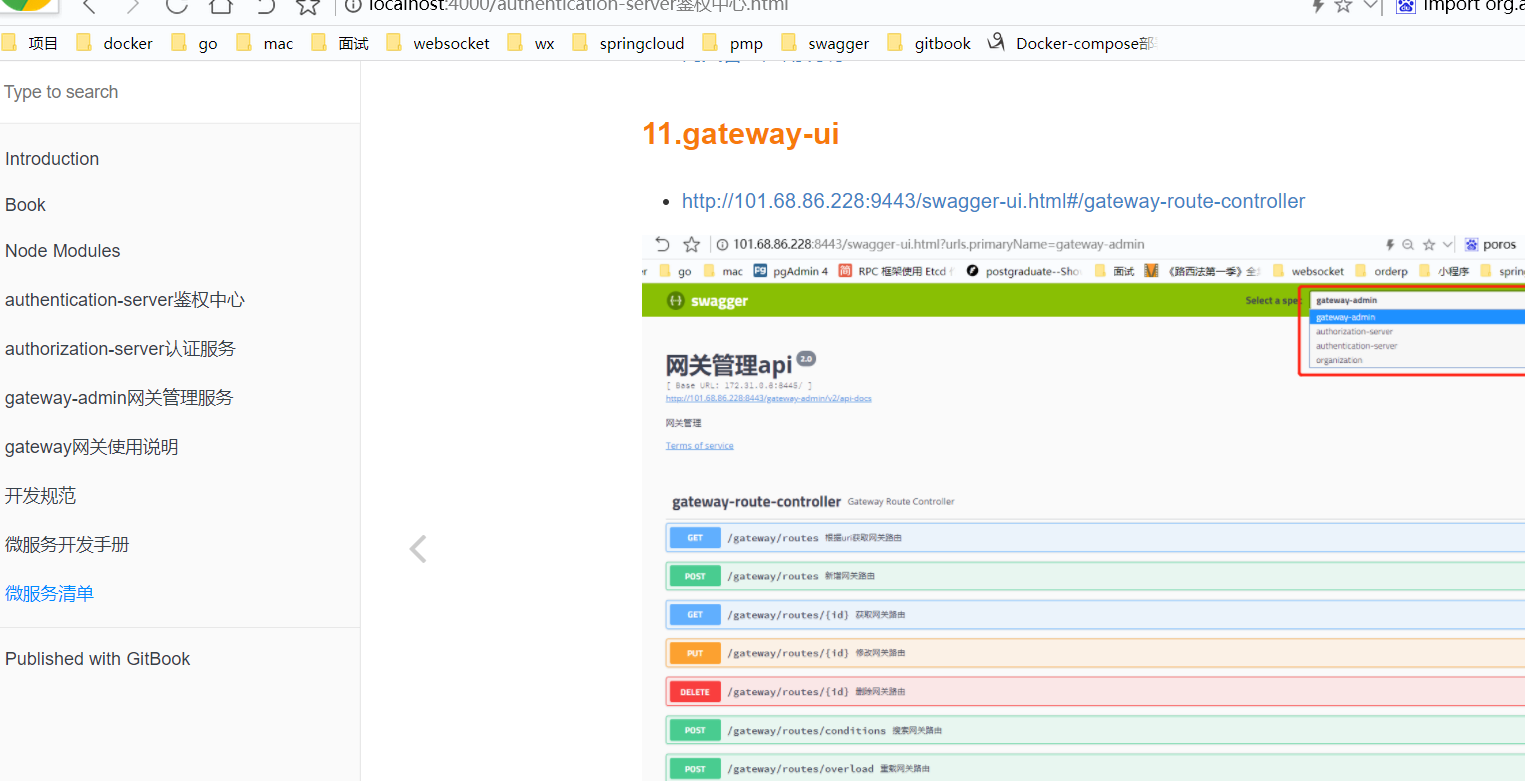 localhost:4000/authentication-server鉴权中心.html
import org.a
项目 docker go mac 面试 websocket wx springcloud pmp swagger gitbook Docker-compose部
Type to search
Introduction
Book
Node Modules
authentication-server鉴权中心
authorization-server认证服务
gateway-admin网关管理服务
gateway网关使用说明
开发规范
微服务开发手册
微服务清单
Published with GitBook
11.gateway-ui
http://101.68.86.228:9443/swagger-ui.html#/gateway-route-controller
101.68.86.228:8443/swagger-ui.html?urls.primaryName=gateway-admin
poros
go mac pgAdmin 4 RPC 框架使用 Etcd postgraduate--Sho 面试 《路西法第一季》全 websocket orderp 小程序 spring
swagger
Select a spec
gateway-admin
gateway-admin
authorization-server
authentication-server
organization
网关管理api 2.0
[ Base URL: 172.31.0.6:8445/ ]
http://101.68.86.228:8443/gateway-admin/v2/api-docs
网关管理
Terms of service
gateway-route-controller Gateway Route Controller
GET /gateway/routes 根据uri获取网关路由
POST /gateway/routes 新增网关路由
GET /gateway/routes/{id} 获取网关路由
PUT /gateway/routes/{id} 修改网关路由
DELETE /gateway/routes/{id} 删除网关路由
POST /gateway/routes/conditions 搜索网关路由
POST /gateway/routes/overload 重载网关路由